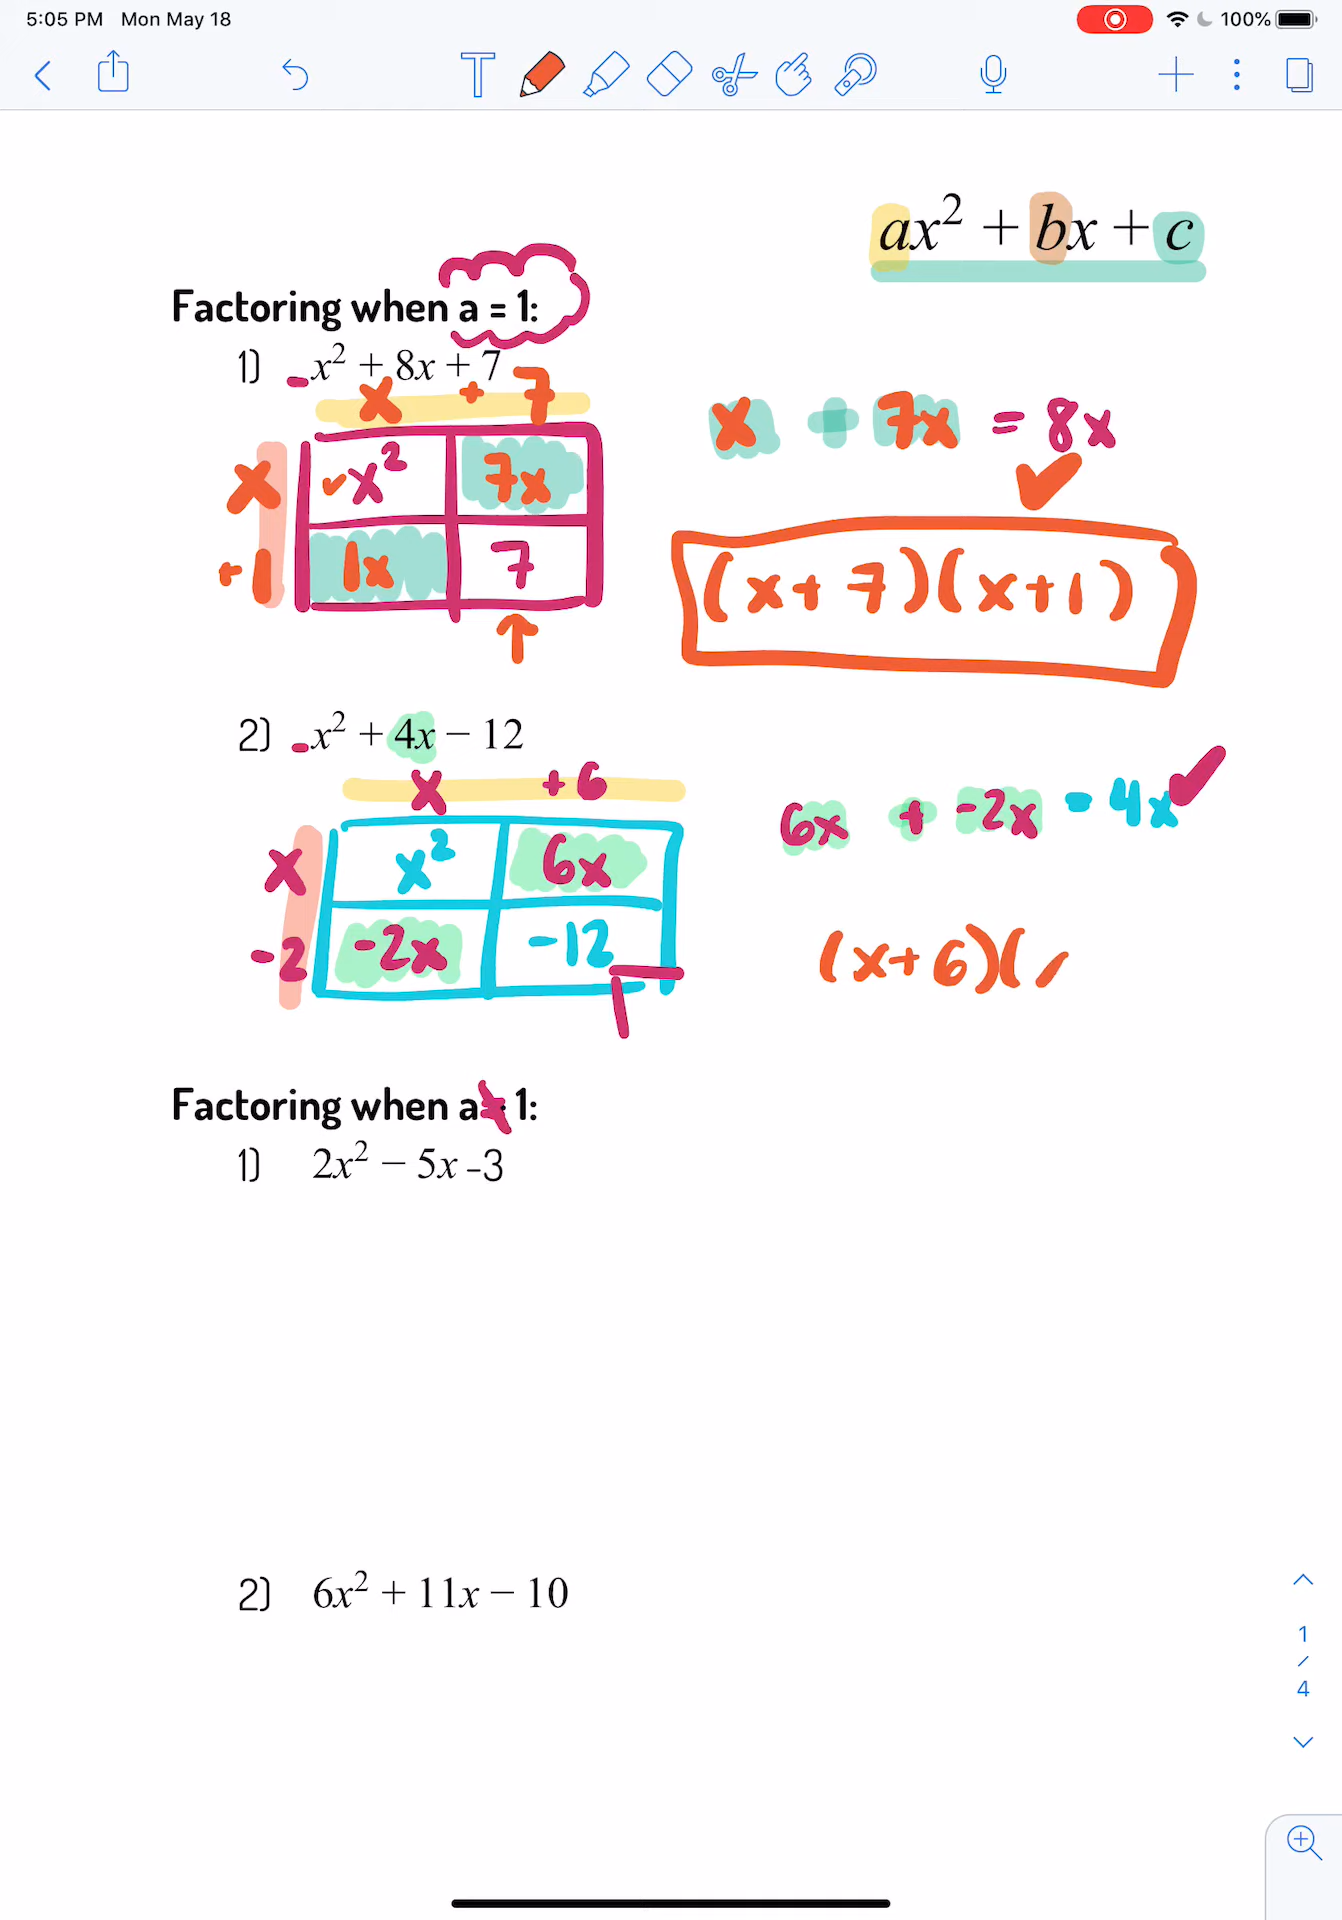 5:05 PM Mon May 18 100%
T
ax² + bx + c
Factoring when a = 1:
1) x² + 8x + 7
x + 7
x x² 7x
+1 1x 7
x + 7x = 8x
(x+7)(x+1)
2) x² + 4x − 12
x +6
x x² 6x
-2 -2x -12
6x + -2x = 4x
(x+6)(
Factoring when a ≠ 1:
1) 2x² − 5x -3
2) 6x² + 11x − 10
1
/
4